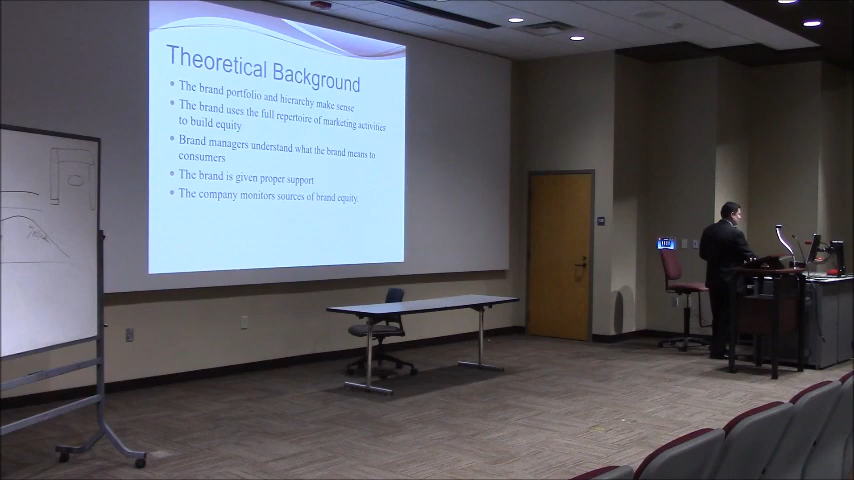 Theoretical Background
• The brand portfolio and hierarchy make sense
• The brand uses the full repertoire of marketing activities
to build equity
• Brand managers understand what the brand means to
consumers
• The brand is given proper support
• The company monitors sources of brand equity.